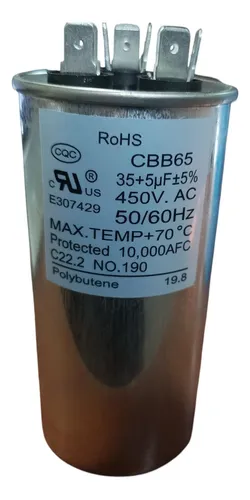 RoHS
CQC
CBB65
c RU ® US
35+5µF±5%
E307429
450V. AC
50/60Hz
MAX.TEMP+70°C
Protected 10,000AFC
C22.2 NO.190
Polybutene 19.8